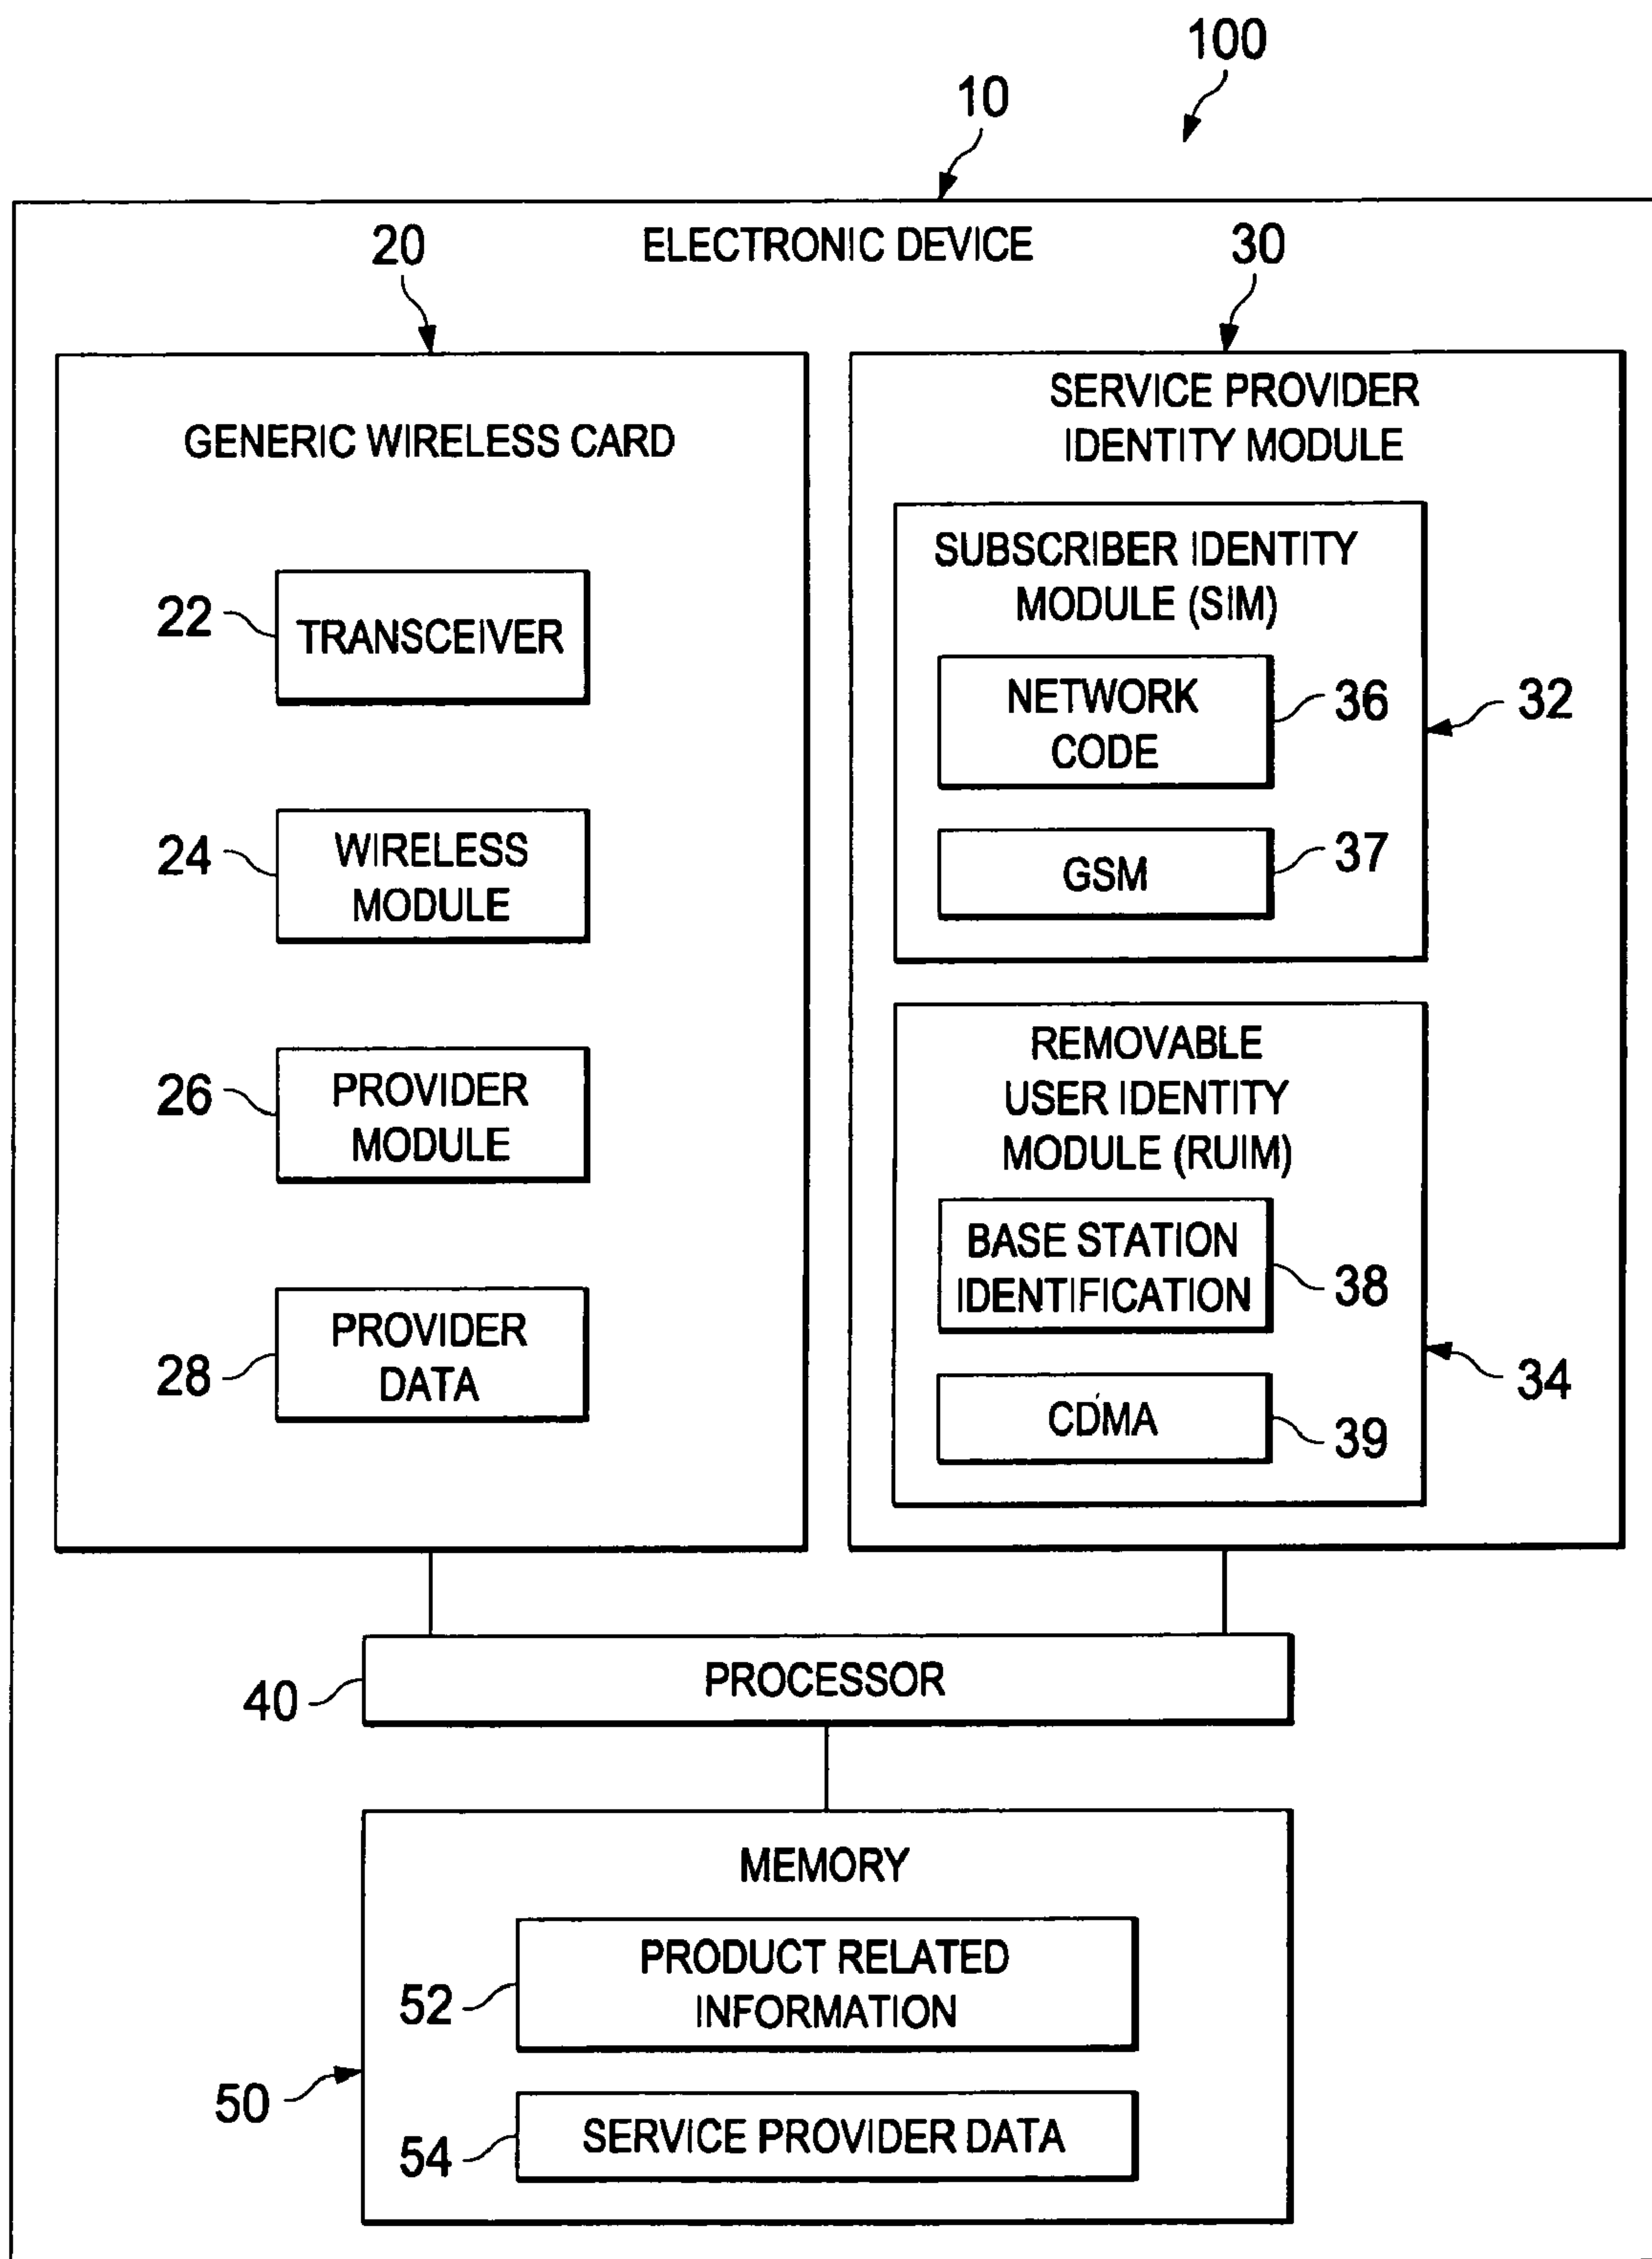 100
10
ELECTRONIC DEVICE
20
30
GENERIC WIRELESS CARD
22
TRANSCEIVER
24
WIRELESS
MODULE
26
PROVIDER
MODULE
28
PROVIDER
DATA
SERVICE PROVIDER
IDENTITY MODULE
SUBSCRIBER IDENTITY
MODULE (SIM)
NETWORK
CODE
36
32
GSM
37
REMOVABLE
USER IDENTITY
MODULE (RUIM)
BASE STATION
IDENTIFICATION
38
34
CDMA
39
PROCESSOR
40
MEMORY
PRODUCT RELATED
INFORMATION
52
50
SERVICE PROVIDER DATA
54